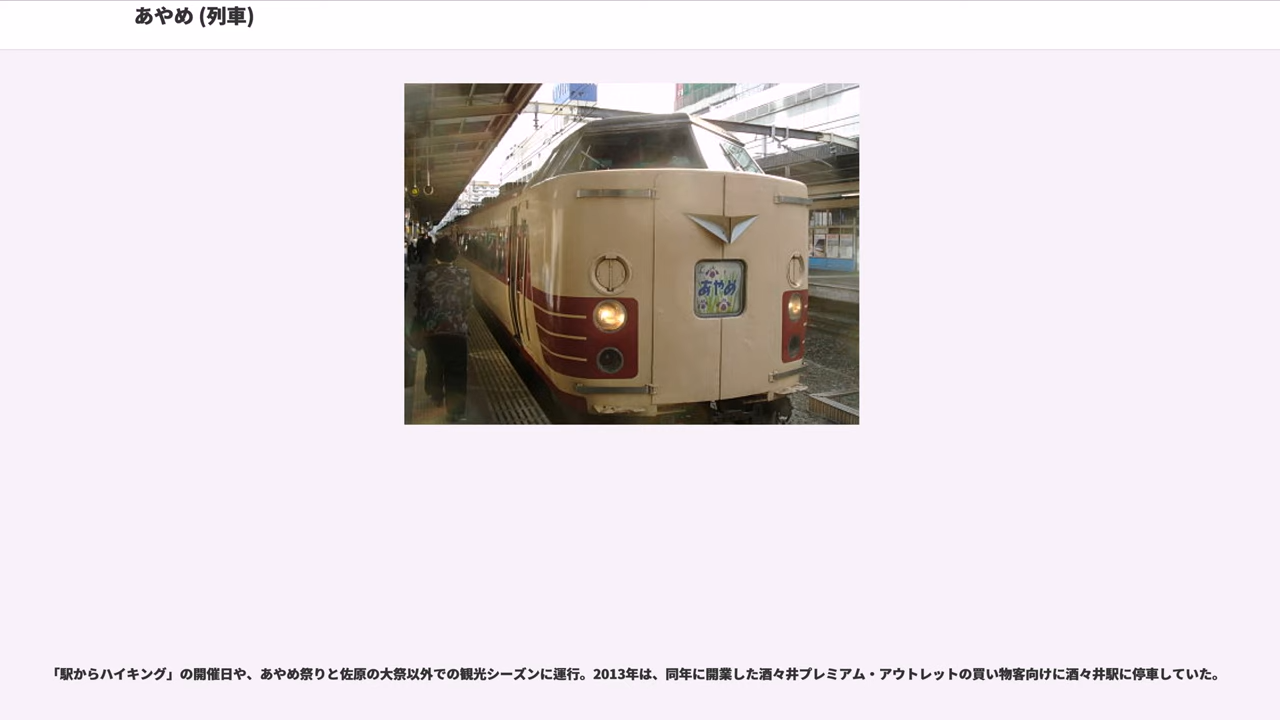 あやめ (列車)
あやめ
「駅からハイキング」の開催日や、あやめ祭りと佐原の大祭以外での観光シーズンに運行。2013年は、同年に開業した酒々井プレミアム・アウトレットの買い物客向けに酒々井駅に停車していた。